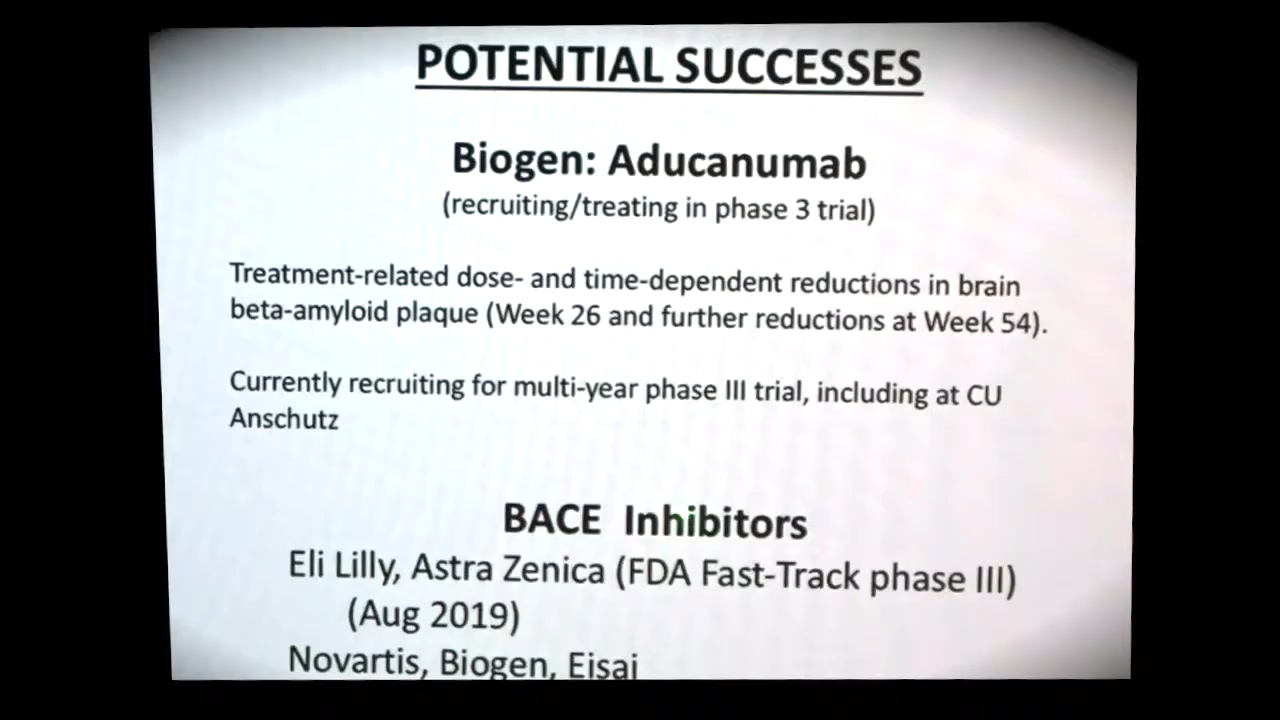 POTENTIAL SUCCESSES
Biogen: Aducanumab
(recruiting/treating in phase 3 trial)
Treatment-related dose- and time-dependent reductions in brain
beta-amyloid plaque (Week 26 and further reductions at Week 54).
Currently recruiting for multi-year phase III trial, including at CU
Anschutz
BACE Inhibitors
Eli Lilly, Astra Zenica (FDA Fast-Track phase III)
(Aug 2019)
Novartis, Biogen, Eisai